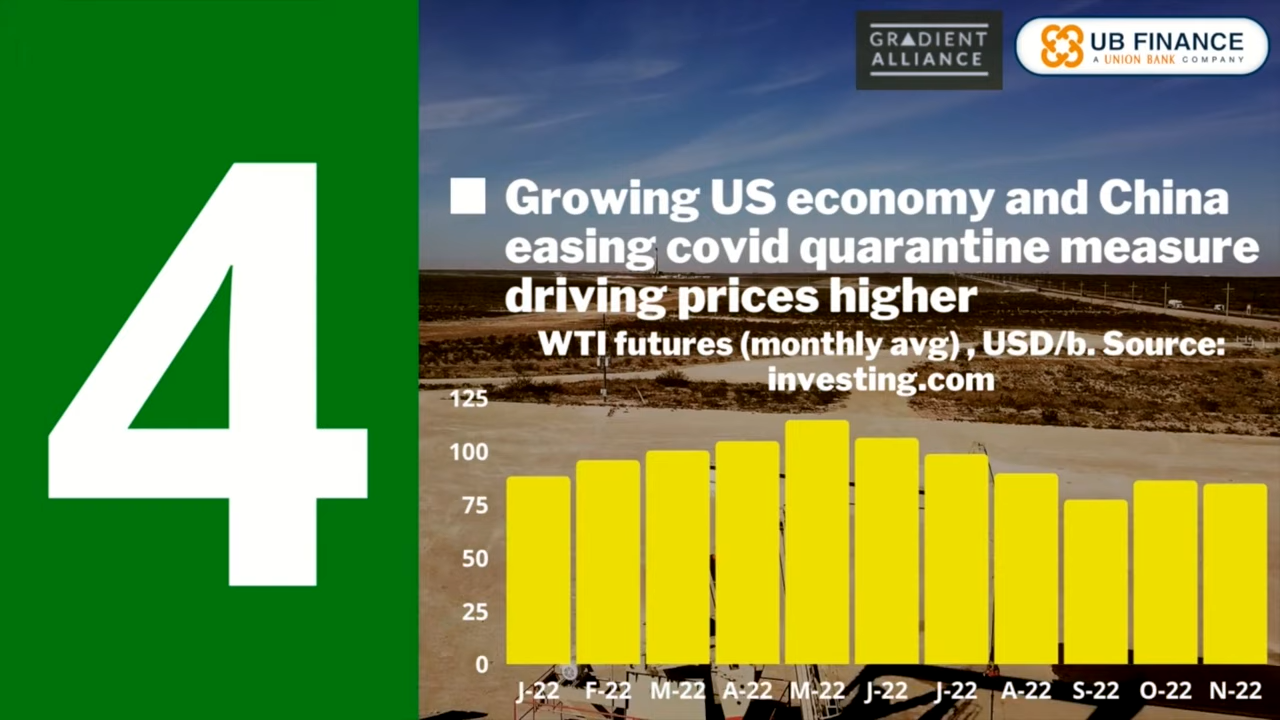 GRADIENT
ALLIANCE
UB FINANCE
A UNION BANK COMPANY
4
Growing US economy and China
easing covid quarantine measure
driving prices higher
WTI futures (monthly avg) , USD/b. Source:
investing.com
125
100
75
50
25
0
J-22 F-22 M-22 A-22 M-22 J-22 J-22 A-22 S-22 O-22 N-22